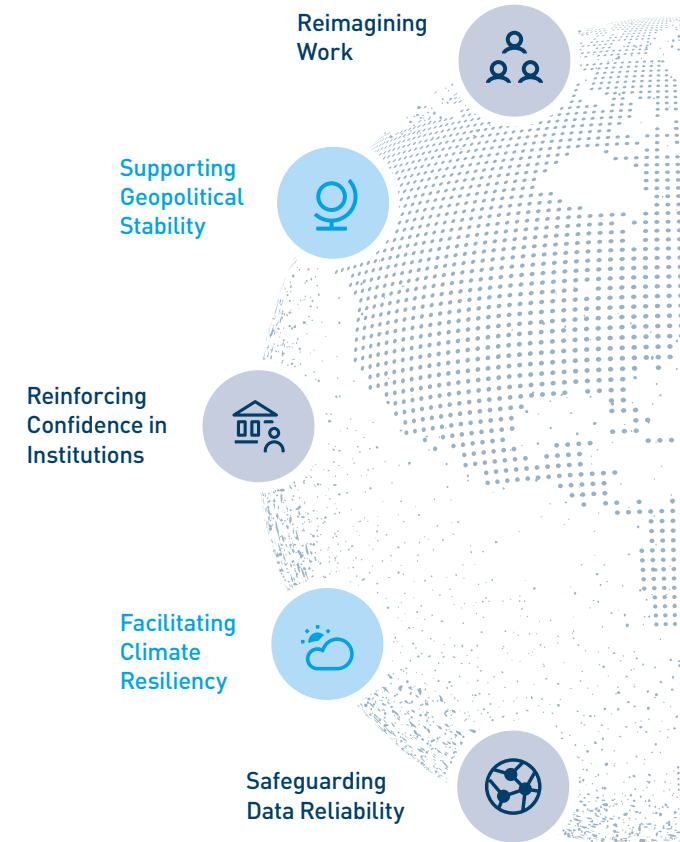 Reimagining
Work
Supporting
Geopolitical
Stability
Reinforcing
Confidence in
Institutions
Facilitating
Climate
Resiliency
Safeguarding
Data Reliability